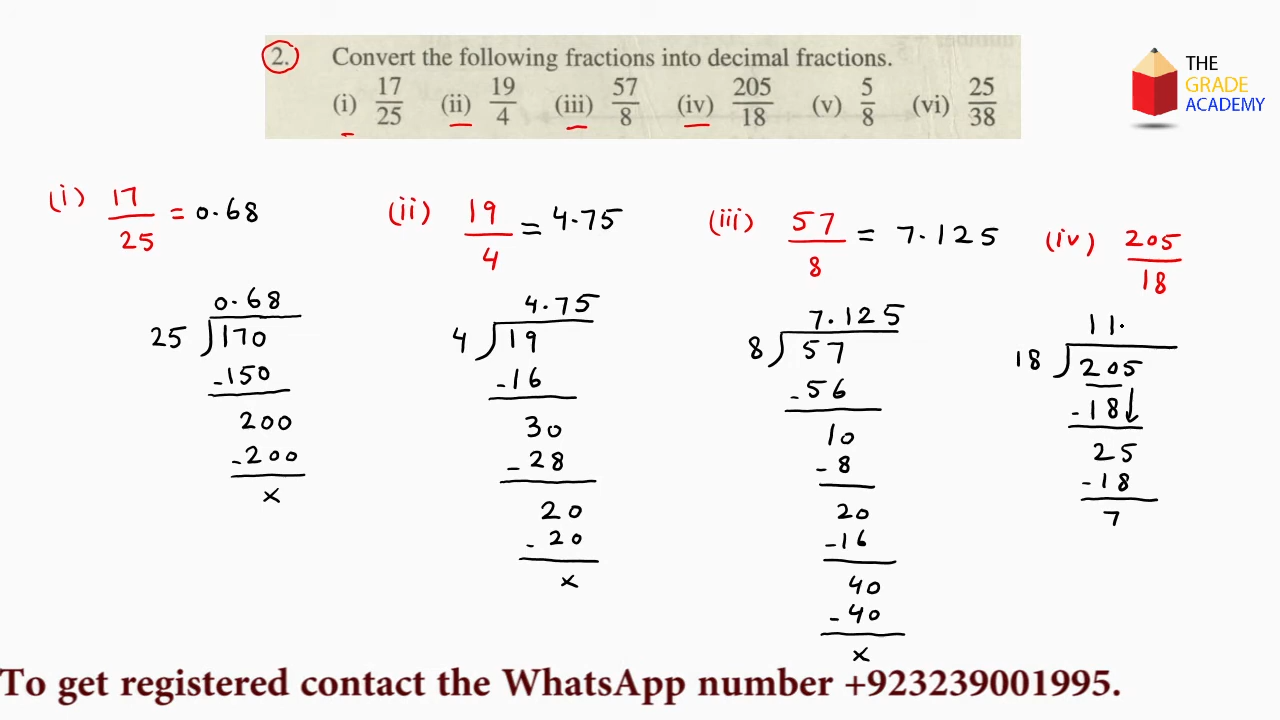 2. Convert the following fractions into decimal fractions.
(i) 17/25 (ii) 19/4 (iii) 57/8 (iv) 205/18 (v) 5/8 (vi) 25/38
THE
GRADE
ACADEMY
(i) 17/25 = 0.68
0.68
25 170
-150
200
-200
x
(ii) 19/4 = 4.75
4.75
4 19
-16
30
-28
20
-20
x
(iii) 57/8 = 7.125
7.125
8 57
-56
10
-8
20
-16
40
-40
x
(iv) 205/18
11.
18 205
-18↓
25
-18
7
To get registered contact the WhatsApp number +923239001995.